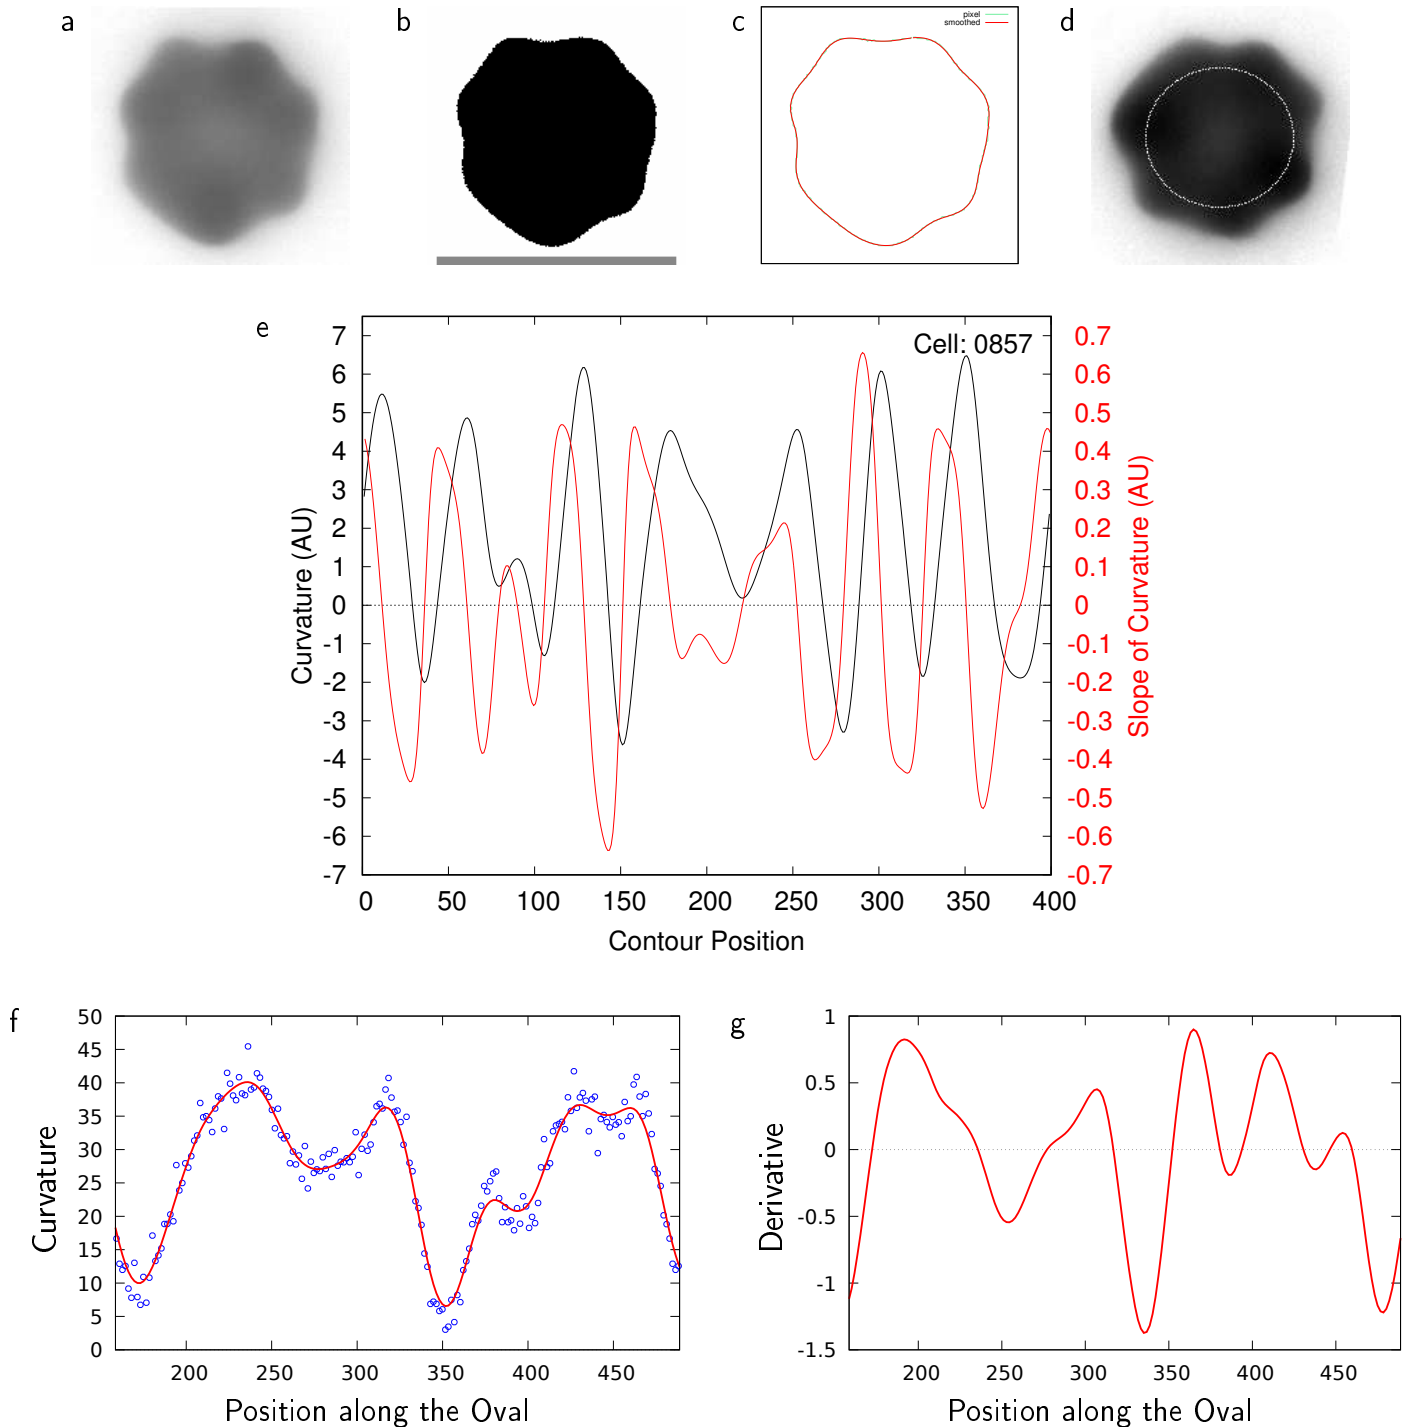 a
b
c
d
pixel
smoothed
e
Cell: 0857
7
6
5
4
3
2
1
0
-1
-2
-3
-4
-5
-6
-7
0.7
0.6
0.5
0.4
0.3
0.2
0.1
0
-0.1
-0.2
-0.3
-0.4
-0.5
-0.6
-0.7
Curvature (AU)
Slope of Curvature (AU)
0 50 100 150 200 250 300 350 400
Contour Position
f
50
45
40
35
30
25
20
15
10
5
0
Curvature
200 250 300 350 400 450
Position along the Oval
g
1
0.5
0
-0.5
-1
-1.5
Derivative
200 250 300 350 400 450
Position along the Oval